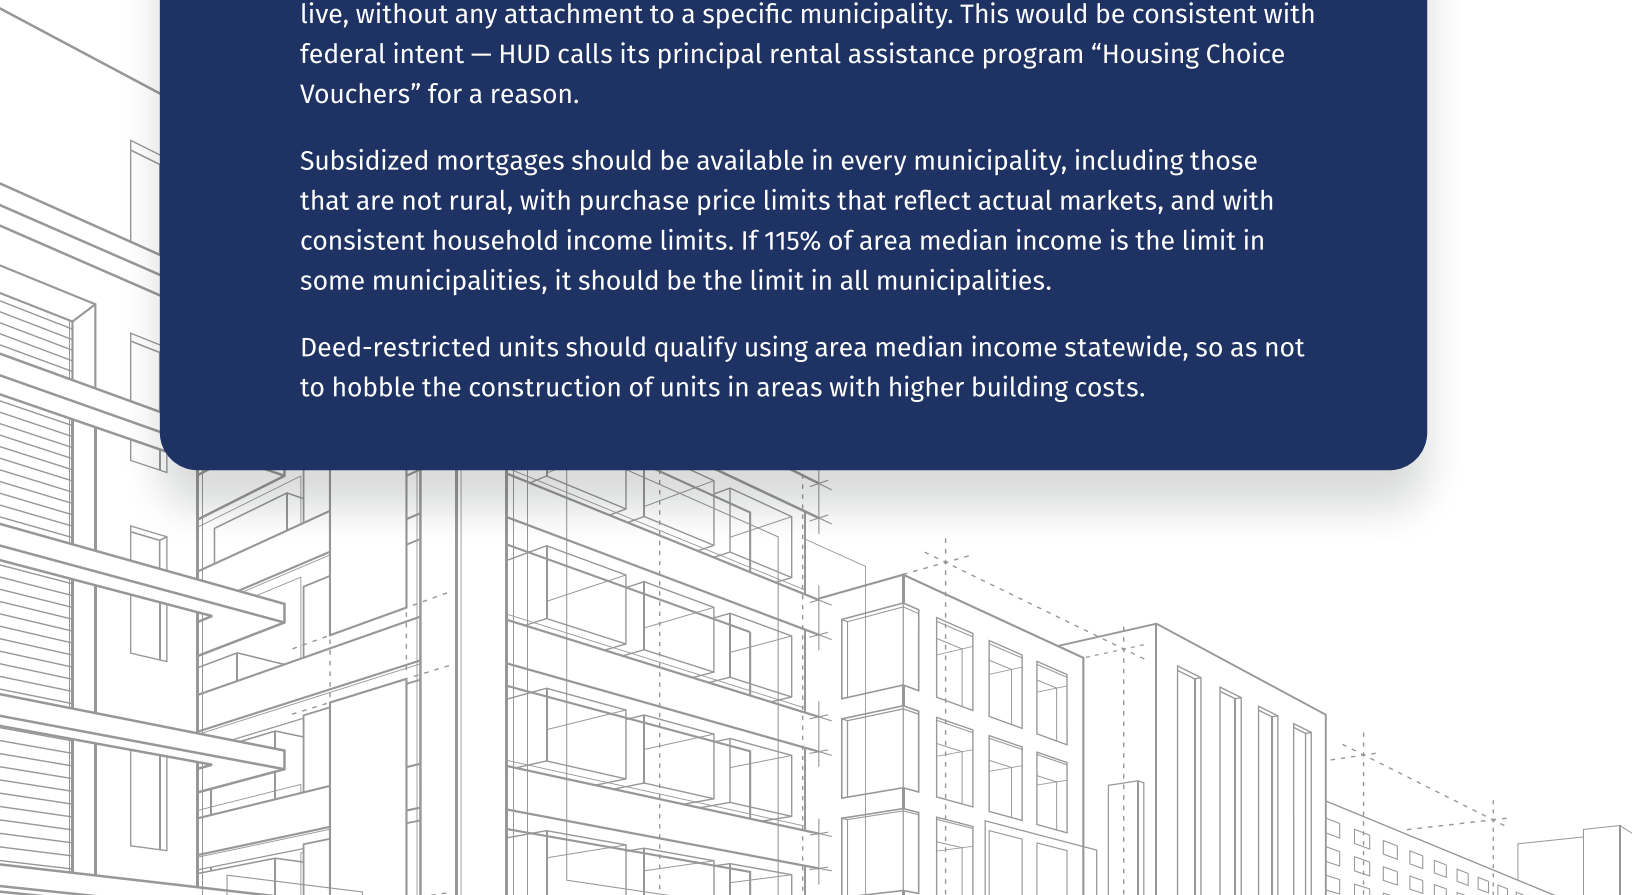 live, without any attachment to a specific municipality. This would be consistent with
federal intent — HUD calls its principal rental assistance program “Housing Choice
Vouchers” for a reason.
Subsidized mortgages should be available in every municipality, including those
that are not rural, with purchase price limits that reflect actual markets, and with
consistent household income limits. If 115% of area median income is the limit in
some municipalities, it should be the limit in all municipalities.
Deed-restricted units should qualify using area median income statewide, so as not
to hobble the construction of units in areas with higher building costs.